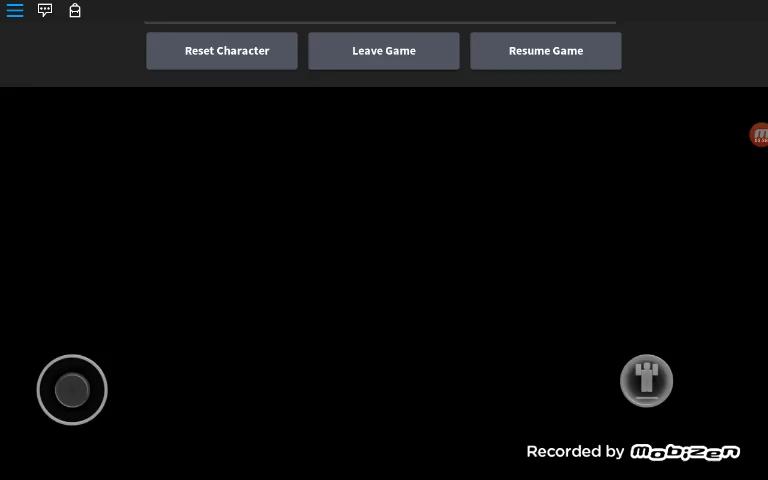 Reset Character
Leave Game
Resume Game
Recorded by mobizen